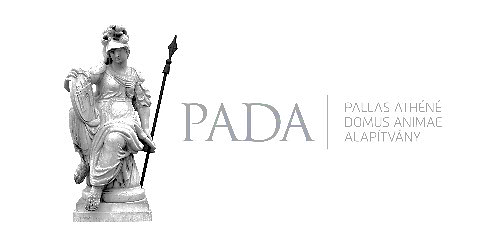 PADA
PALLAS ATHÉNÉ
DOMUS ANIMAE
ALAPÍTVÁNY